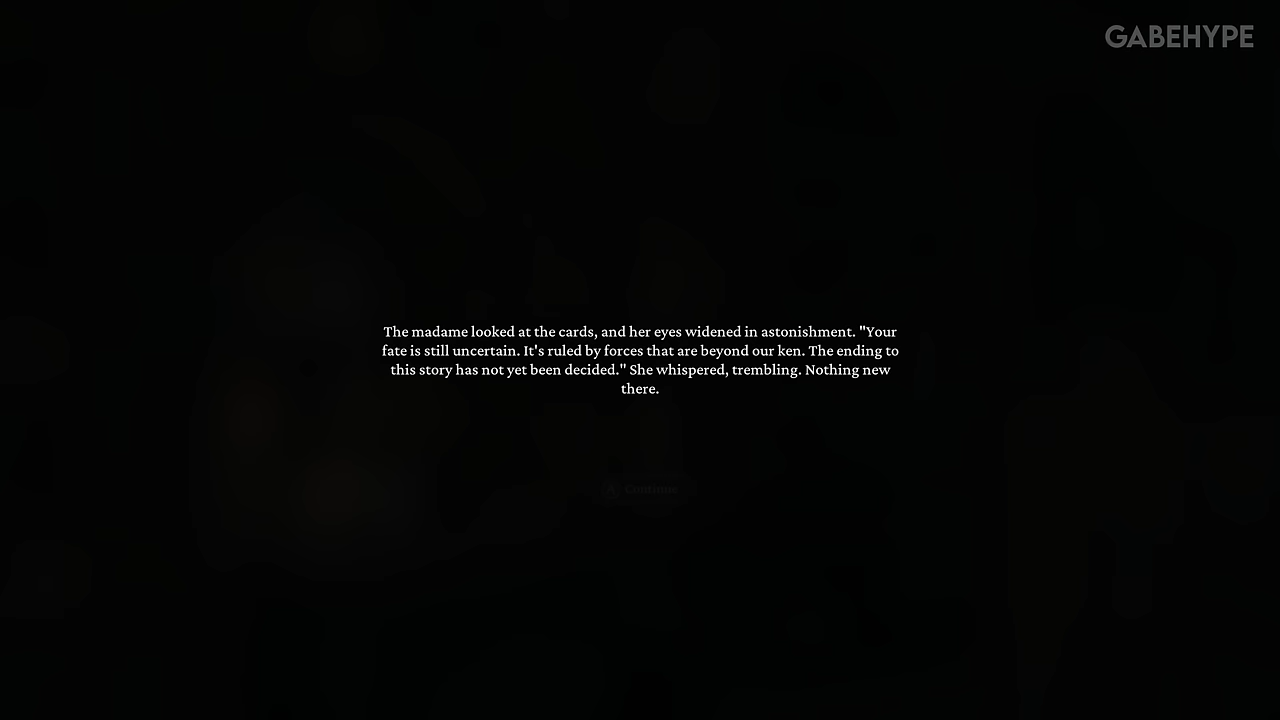 GABEHYPE
The madame looked at the cards, and her eyes widened in astonishment. "Your
fate is still uncertain. It's ruled by forces that are beyond our ken. The ending to
this story has not yet been decided." She whispered, trembling. Nothing new
there.
Continue